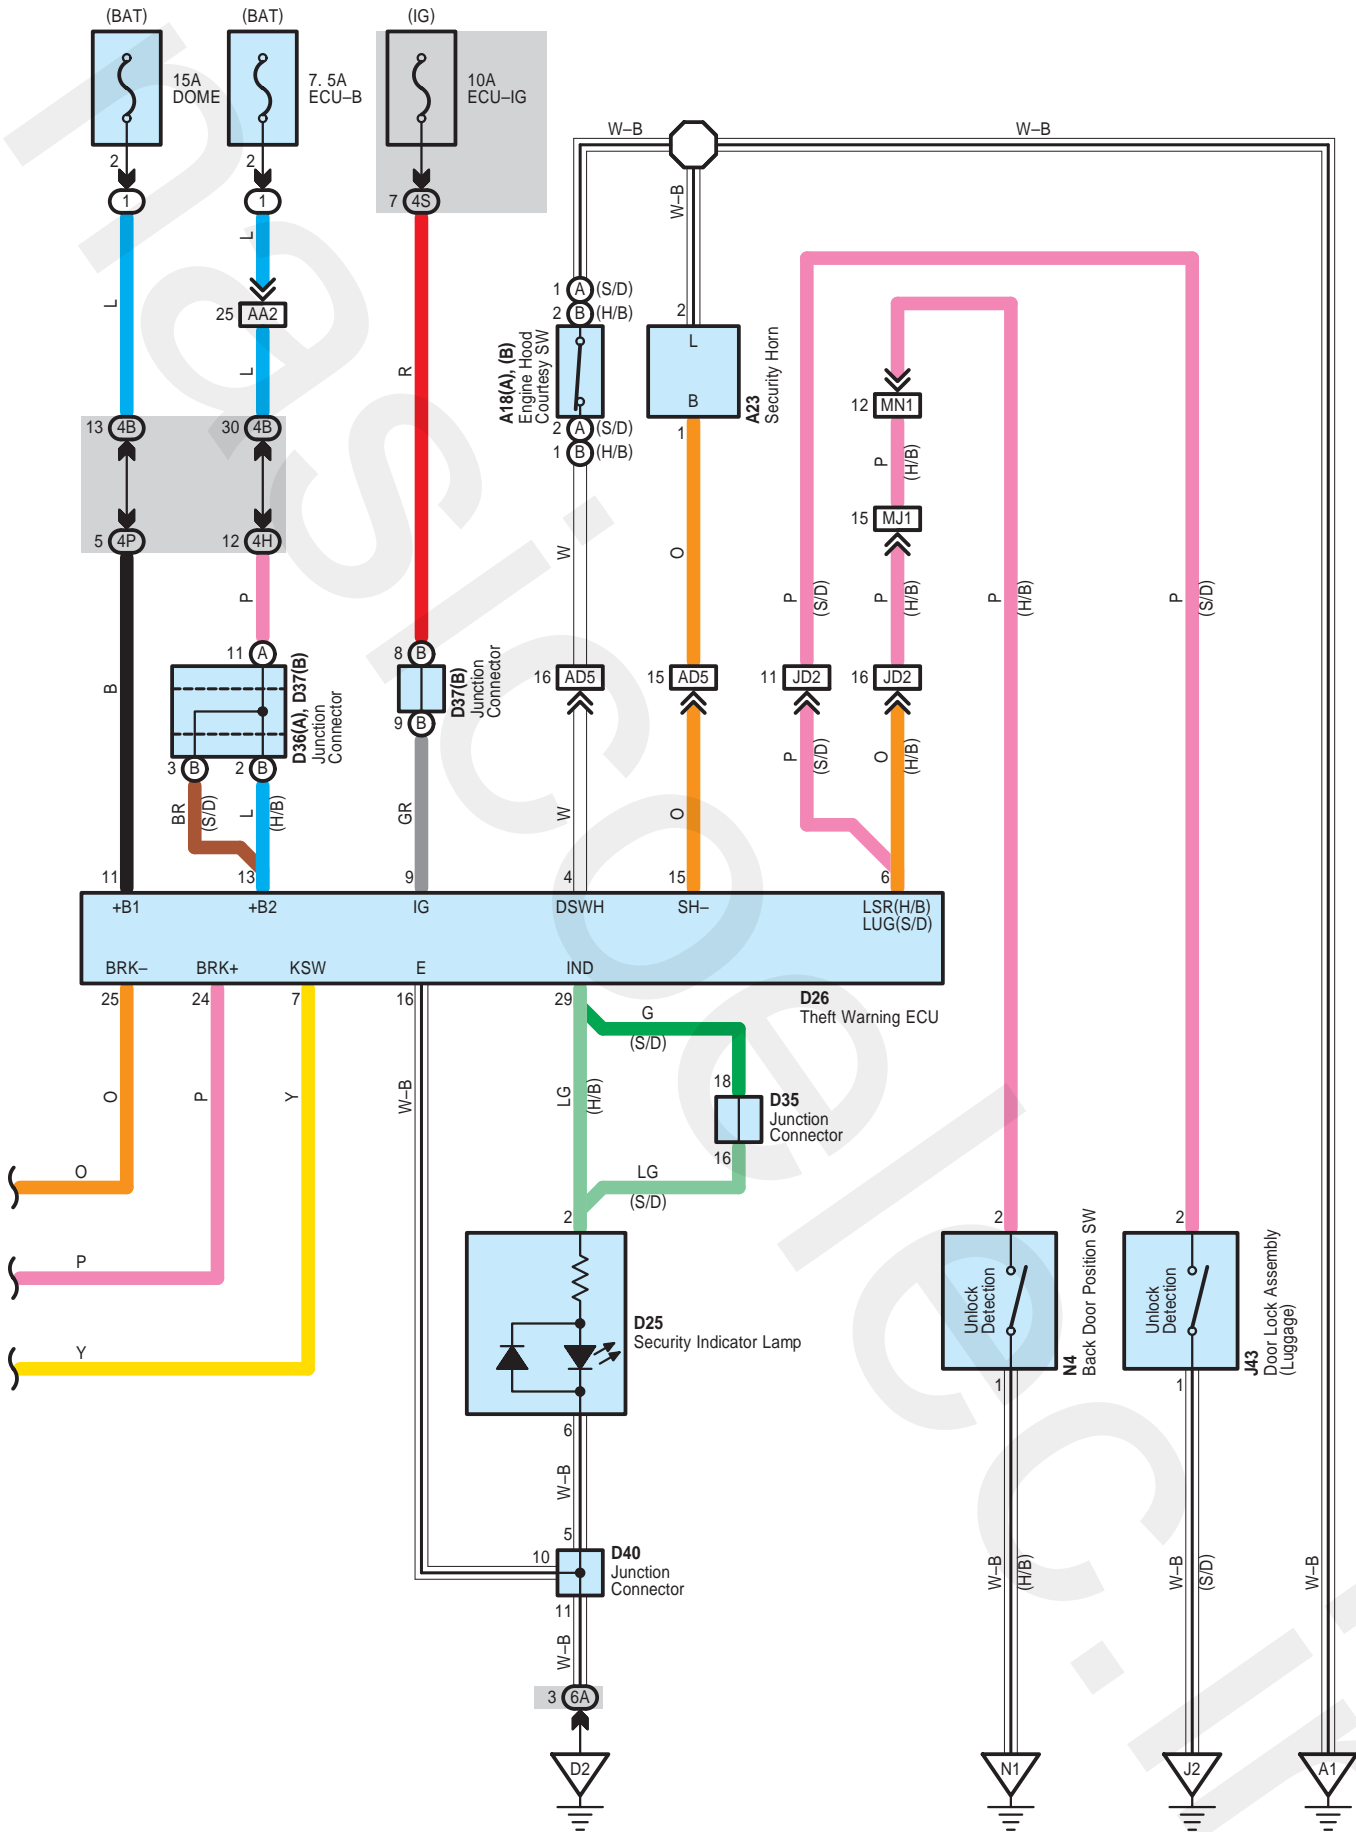 (BAT)
(BAT)
(IG)
15A
DOME
7. 5A
ECU–B
10A
ECU–IG
2
2
1
1
7
4S
W–B
W–B
W–B
L
L
25
AA2
L
R
1
A
(S/D)
2
B
(H/B)
A18(A), (B)
Engine Hood
Courtesy SW
2
A
(S/D)
1
B
(H/B)
2
L
B
1
A23
Security Horn
12
MN1
P
(H/B)
15
MJ1
13
4B
30
4B
5
4P
12
4H
P
B
W
O
P
(S/D)
P
(H/B)
P
(H/B)
P
(S/D)
11
A
D36(A), D37(B)
Junction
Connector
3
B
2
B
8
B
D37(B)
Junction
Connector
9
B
16
AD5
15
AD5
11
JD2
16
JD2
BR
(S/D)
L
(H/B)
GR
W
O
P
(S/D)
O
(H/B)
11
13
9
4
15
6
+B1
+B2
IG
DSWH
SH–
LSR(H/B)
LUG(S/D)
BRK–
BRK+
KSW
E
IND
25
24
7
16
29
D26
Theft Warning ECU
G
(S/D)
O
P
Y
W–B
LG
(H/B)
18
D35
Junction
Connector
16
LG
(S/D)
O
P
Y
2
D25
Security Indicator Lamp
6
W–B
5
10
D40
Junction
Connector
11
W–B
3
6A
D2
2
Unlock
Detection
N4
Back Door Position SW
1
2
Unlock
Detection
J43
Door Lock Assembly
(Luggage)
1
W–B
(H/B)
W–B
(S/D)
W–B
N1
J2
A1